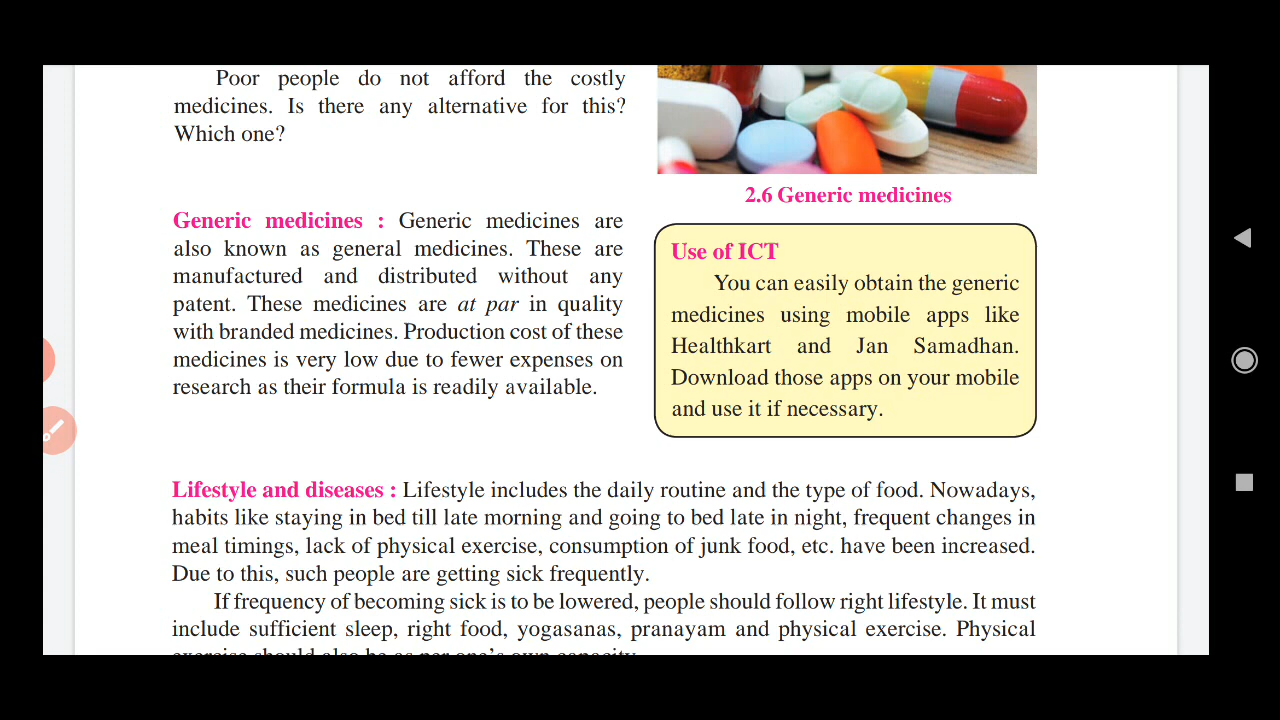 Poor people do not afford the costly
medicines. Is there any alternative for this?
Which one?
2.6 Generic medicines
Generic medicines : Generic medicines are
also known as general medicines. These are
manufactured and distributed without any
patent. These medicines are at par in quality
with branded medicines. Production cost of these
medicines is very low due to fewer expenses on
research as their formula is readily available.
Use of ICT
You can easily obtain the generic
medicines using mobile apps like
Healthkart and Jan Samadhan.
Download those apps on your mobile
and use it if necessary.
Lifestyle and diseases : Lifestyle includes the daily routine and the type of food. Nowadays,
habits like staying in bed till late morning and going to bed late in night, frequent changes in
meal timings, lack of physical exercise, consumption of junk food, etc. have been increased.
Due to this, such people are getting sick frequently.
If frequency of becoming sick is to be lowered, people should follow right lifestyle. It must
include sufficient sleep, right food, yogasanas, pranayam and physical exercise. Physical
exercise should also be as per one's own capacity.